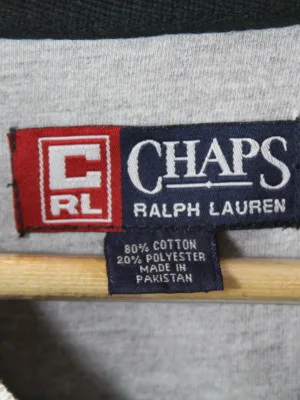 C
RL
CHAPS
RALPH LAUREN
80% COTTON
20% POLYESTER
MADE IN
PAKISTAN